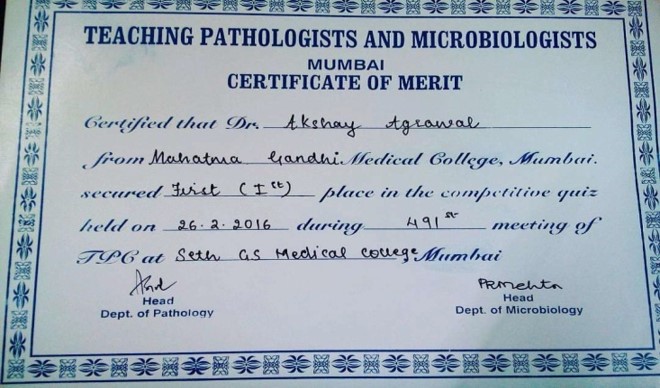 TEACHING PATHOLOGISTS AND MICROBIOLOGISTS
MUMBAI
CERTIFICATE OF MERIT
Certified that Dr. Akshay Agrawal
from Mahatma Gandhi Medical College, Mumbai.
secured First (Ist) place in the competitive quiz
held on 26.2.2016 during 491st meeting of
TPC at Seth GS Medical College, Mumbai
PRMehta
Head
Dept. of Pathology
Head
Dept. of Microbiology